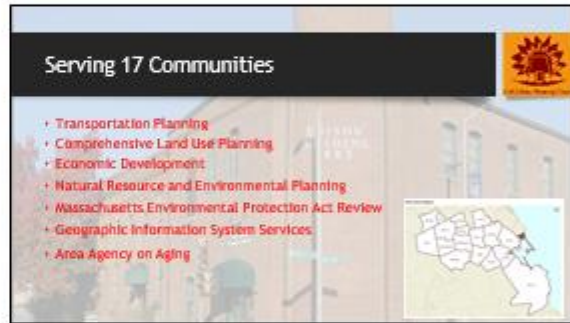 Serving 17 Communities
Transportation Planning
Comprehensive Land Use Planning
Economic Development
Natural Resource and Environmental Planning
Massachusetts Environmental Protection Act Review
Geographic Information System Services
Area Agency on Aging